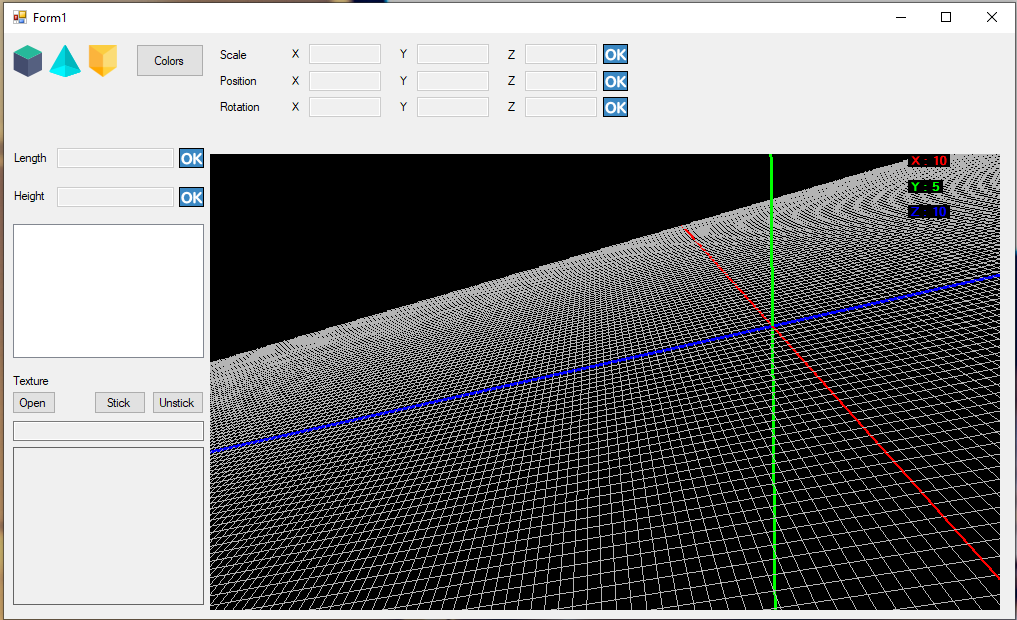 Form1
Colors
Scale X Y Z OK
Position X Y Z OK
Rotation X Y Z OK
Length OK
Height OK
X : 10
Y : 5
Z : 10
Texture
Open Stick Unstick